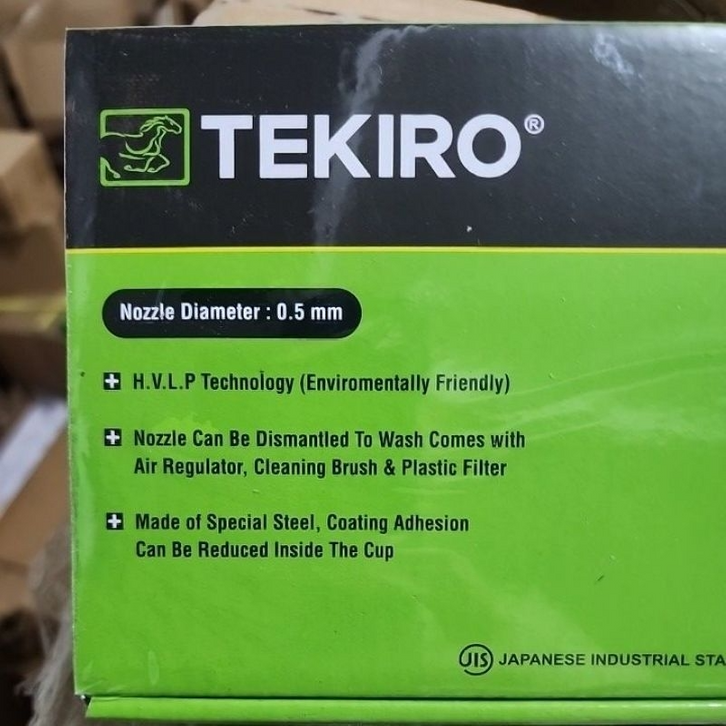 TEKIRO®
Nozzle Diameter : 0.5 mm
H.V.L.P Technology (Enviromentally Friendly)
Nozzle Can Be Dismantled To Wash Comes with
Air Regulator, Cleaning Brush & Plastic Filter
Made of Special Steel, Coating Adhesion
Can Be Reduced Inside The Cup
JIS JAPANESE INDUSTRIAL STA